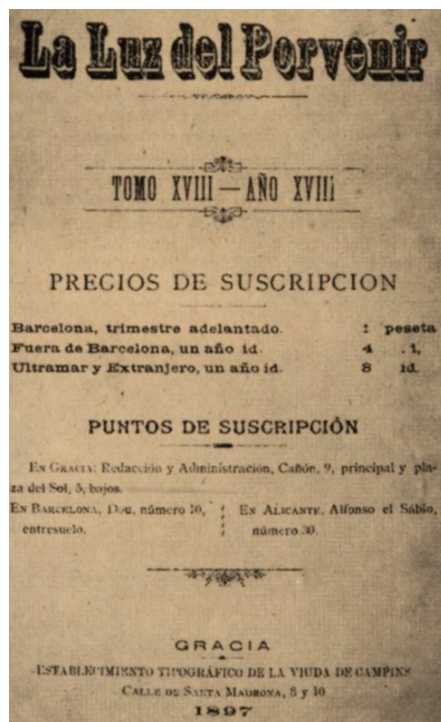 La Luz del Porvenir
TOMO XVIII — AÑO XVIII
PRECIOS DE SUSCRIPCION
Barcelona, trimestre adelantado. 1 peseta
Fuera de Barcelona, un año id. 4
Ultramar y Extranjero, un año id. 8 id.
PUNTOS DE SUSCRIPCIÓN
EN GRACIA: Redacción y Administración, Cañón, 9, principal y pla-
za del Sol, 5, bajos.
EN BARCELONA, Dou, número 10,
entresuelo.
EN ALICANTE, Alfonso el Sábio,
número
GRACIA
ESTABLECIMIENTO TIPOGRÁFICO DE LA VIUDA DE CAMPINS
CALLE DE SANTA MADRONA, 8 y 10
1897